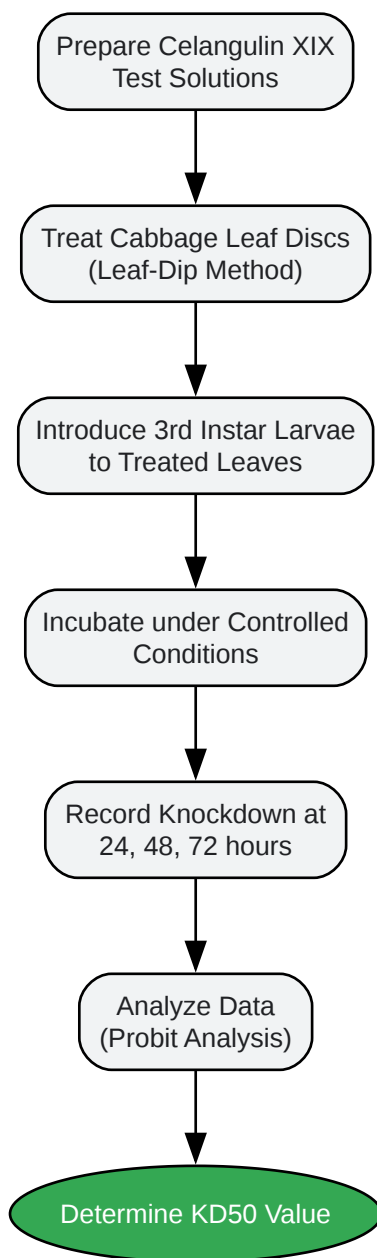 Prepare Celangulin XIX
Test Solutions
Treat Cabbage Leaf Discs
(Leaf-Dip Method)
Introduce 3rd Instar Larvae
to Treated Leaves
Incubate under Controlled
Conditions
Record Knockdown at
24, 48, 72 hours
Analyze Data
(Probit Analysis)
Determine KD50 Value